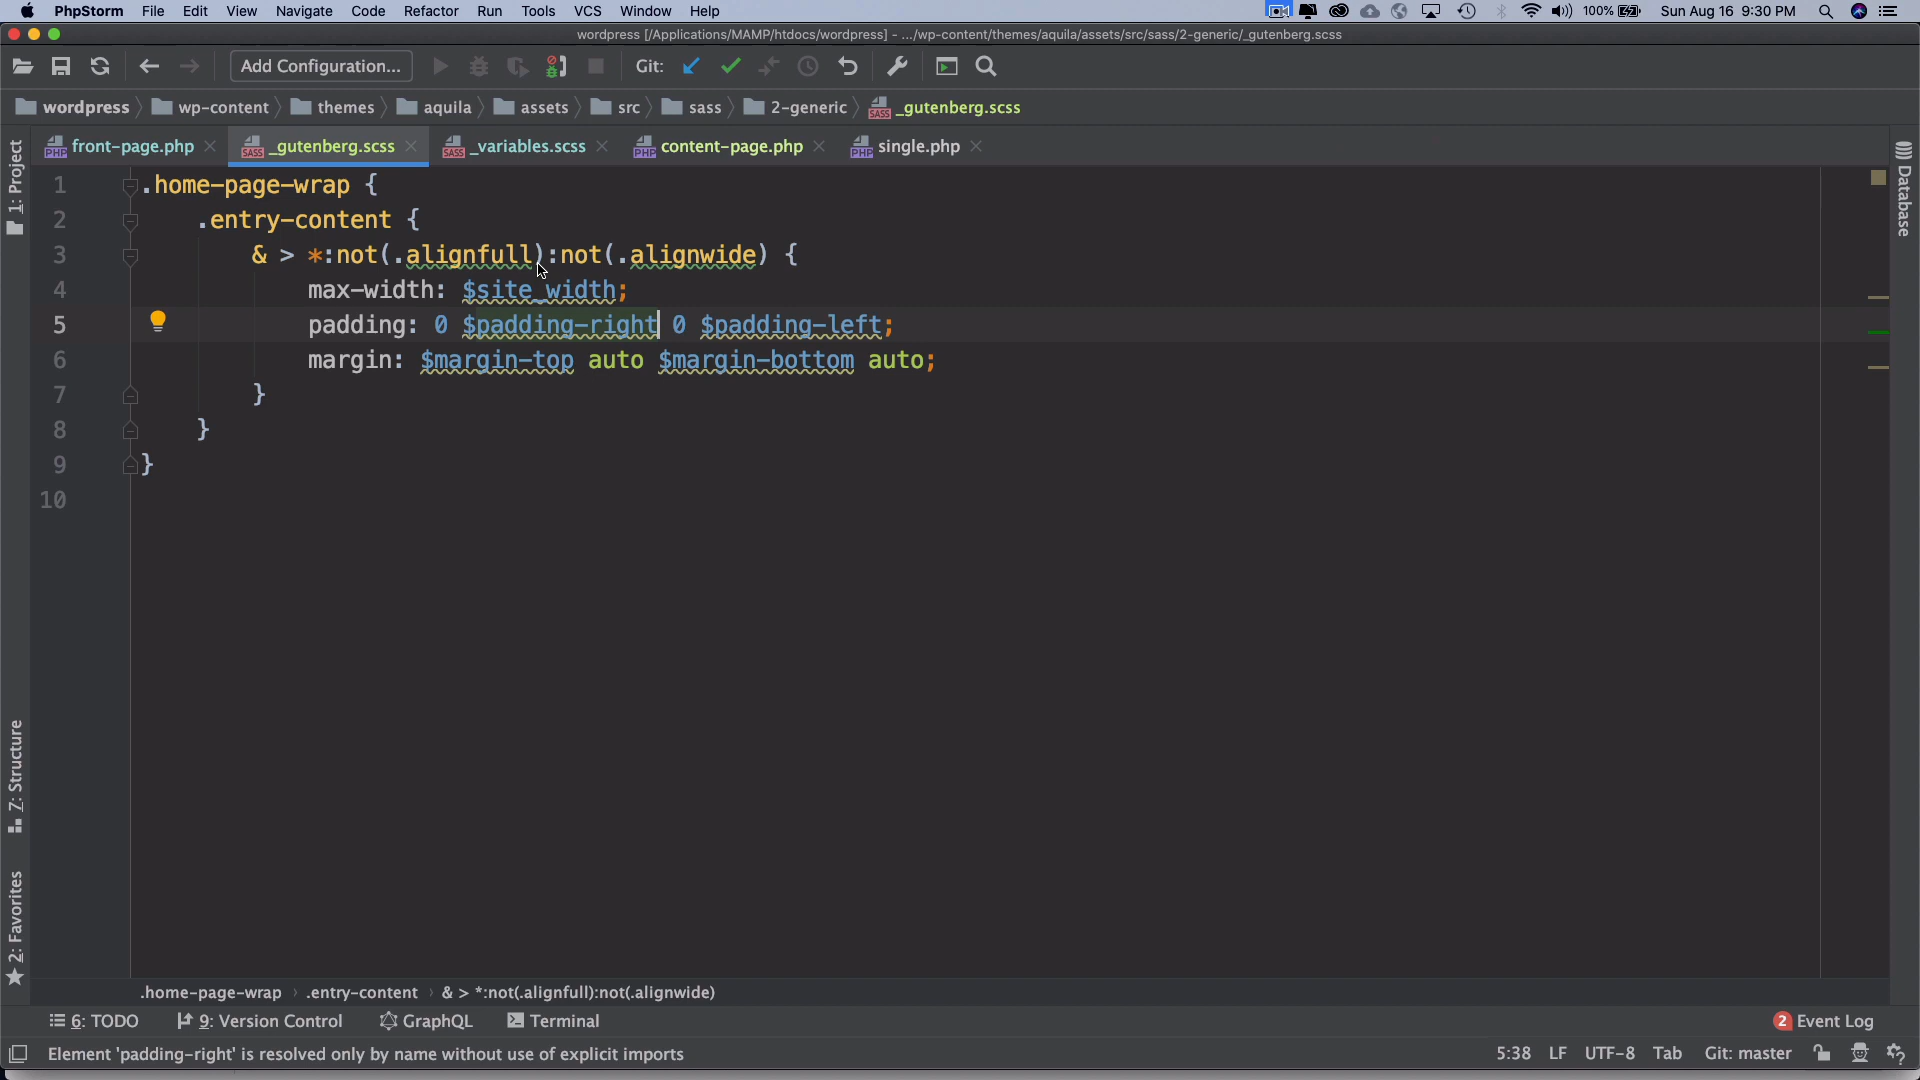 PhpStorm File Edit View Navigate Code Refactor Run Tools VCS Window Help 100% Sun Aug 16 9:30 PM
wordpress [/Applications/MAMP/htdocs/wordpress] - .../wp-content/themes/aquila/assets/src/sass/2-generic/_gutenberg.scss
Add Configuration... Git:
wordpress wp-content themes aquila assets src sass 2-generic _gutenberg.scss
front-page.php _gutenberg.scss _variables.scss content-page.php single.php
1: Project
Database
1 .home-page-wrap {
2 .entry-content {
3 & > *:not(.alignfull):not(.alignwide) {
4 max-width: $site_width;
5 padding: 0 $padding-right 0 $padding-left;
6 margin: $margin-top auto $margin-bottom auto;
7 }
8 }
9 }
10
7: Structure
2: Favorites
.home-page-wrap › .entry-content › & > *:not(.alignfull):not(.alignwide)
6: TODO 9: Version Control GraphQL Terminal 2 Event Log
Element 'padding-right' is resolved only by name without use of explicit imports 5:38 LF UTF-8 Tab Git: master